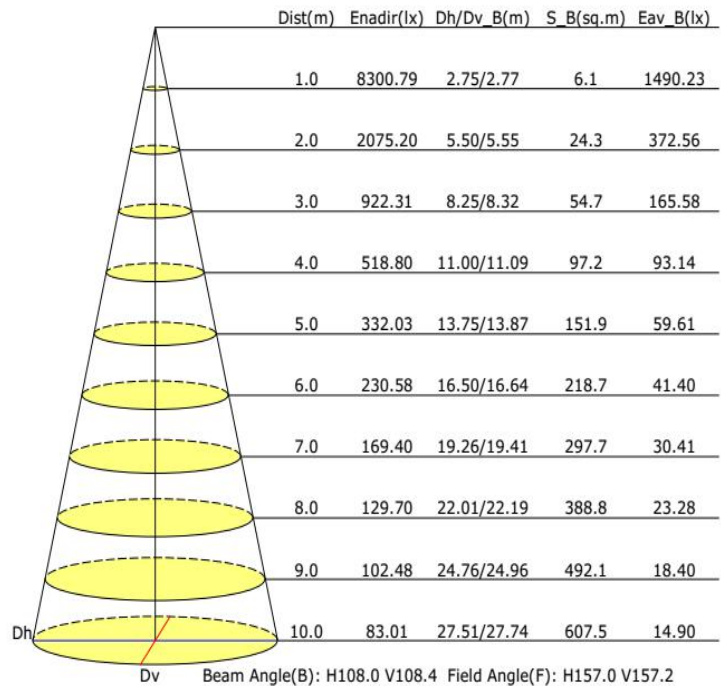 Dist(m) Enadir(lx) Dh/Dv_B(m) S_B(sq.m) Eav_B(lx)
1.0 8300.79 2.75/2.77 6.1 1490.23
2.0 2075.20 5.50/5.55 24.3 372.56
3.0 922.31 8.25/8.32 54.7 165.58
4.0 518.80 11.00/11.09 97.2 93.14
5.0 332.03 13.75/13.87 151.9 59.61
6.0 230.58 16.50/16.64 218.7 41.40
7.0 169.40 19.26/19.41 297.7 30.41
8.0 129.70 22.01/22.19 388.8 23.28
9.0 102.48 24.76/24.96 492.1 18.40
Dh 10.0 83.01 27.51/27.74 607.5 14.90
Dv Beam Angle(B): H108.0 V108.4 Field Angle(F): H157.0 V157.2